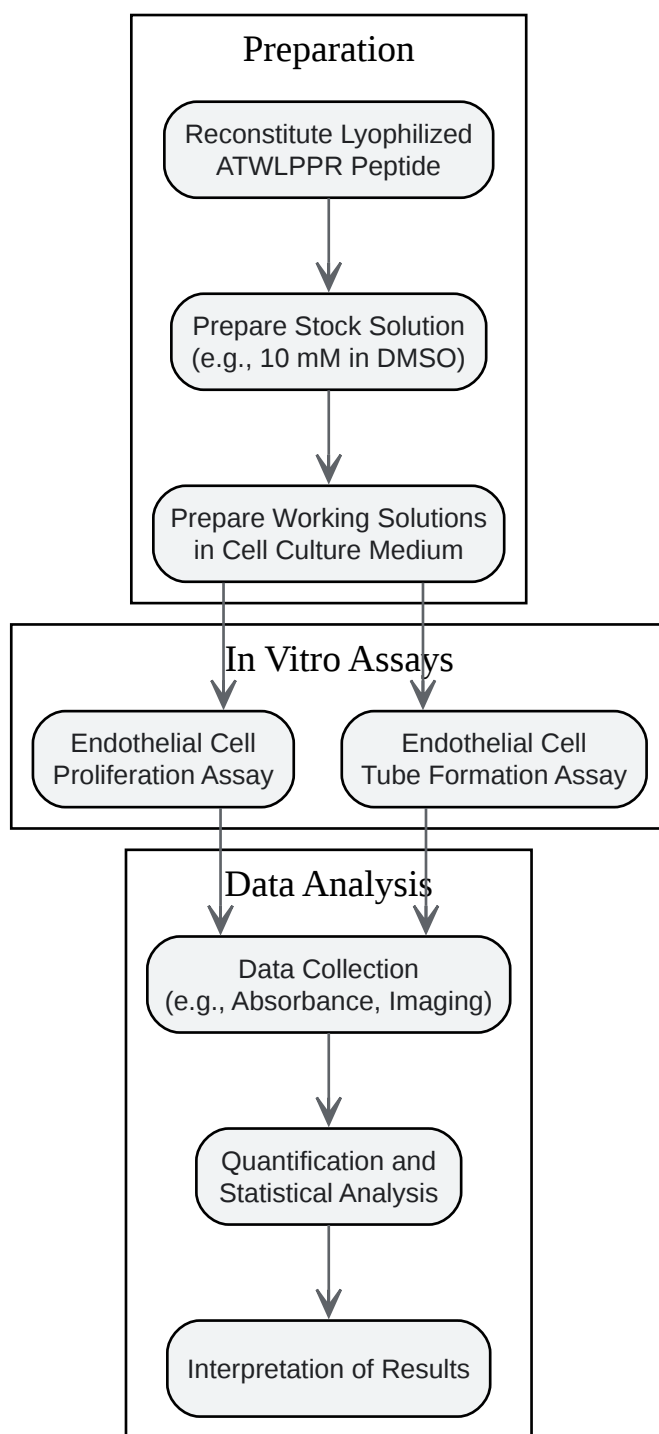 Preparation
Reconstitute Lyophilized
ATWLPPR Peptide
Prepare Stock Solution
(e.g., 10 mM in DMSO)
Prepare Working Solutions
in Cell Culture Medium
In Vitro Assays
Endothelial Cell
Proliferation Assay
Endothelial Cell
Tube Formation Assay
Data Analysis
Data Collection
(e.g., Absorbance, Imaging)
Quantification and
Statistical Analysis
Interpretation of Results